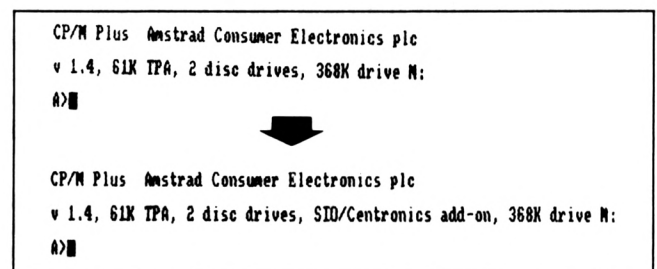 CP/M Plus Amstrad Consumer Electronics plc
v 1.4, 61K TPA, 2 disc drives, 368K drive M:
A>
CP/M Plus Amstrad Consumer Electronics plc
v 1.4, 61K TPA, 2 disc drives, SIO/Centronics add-on, 368K drive M:
A>